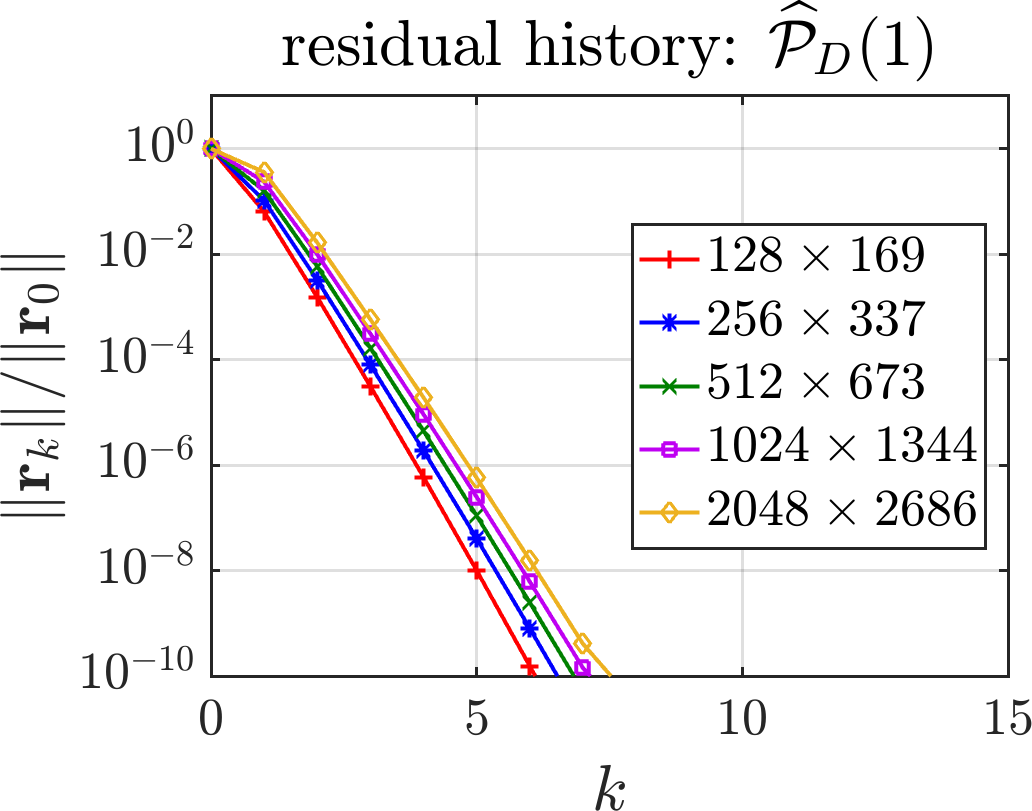 residual history: $\widehat{\mathcal{P}}_D(1)$
$\|\mathbf{r}_k\|/\|\mathbf{r}_0\|$
$10^0$
$10^{-2}$
$10^{-4}$
$10^{-6}$
$10^{-8}$
$10^{-10}$
128 × 169
256 × 337
512 × 673
1024 × 1344
2048 × 2686
0 5 10 15
$k$